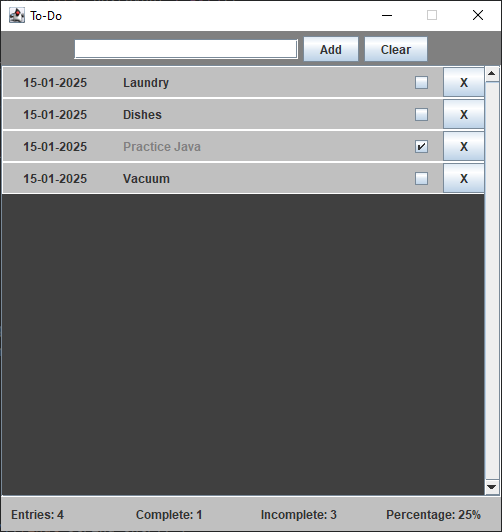 To-Do
Add Clear
15-01-2025 Laundry X
15-01-2025 Dishes X
15-01-2025 Practice Java X
15-01-2025 Vacuum X
Entries: 4 Complete: 1 Incomplete: 3 Percentage: 25%